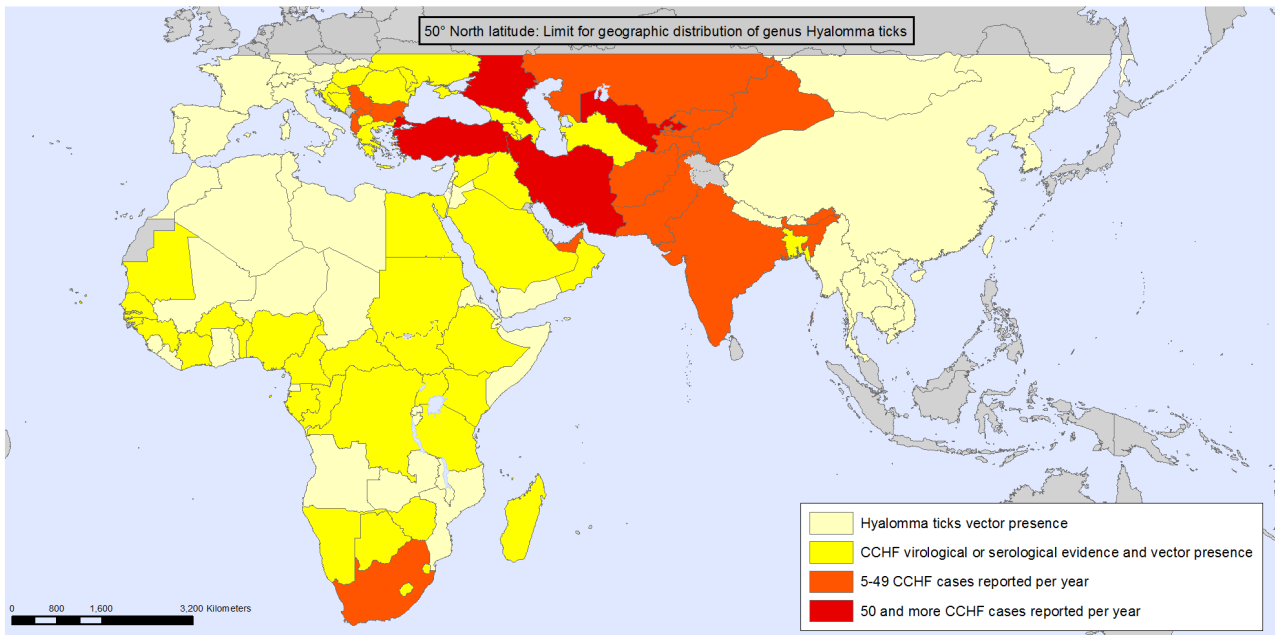 50° North latitude: Limit for geographic distribution of genus Hyalomma ticks
Hyalomma ticks vector presence
CCHF virological or serological evidence and vector presence
5-49 CCHF cases reported per year
50 and more CCHF cases reported per year
0 800 1,600 3,200 Kilometers